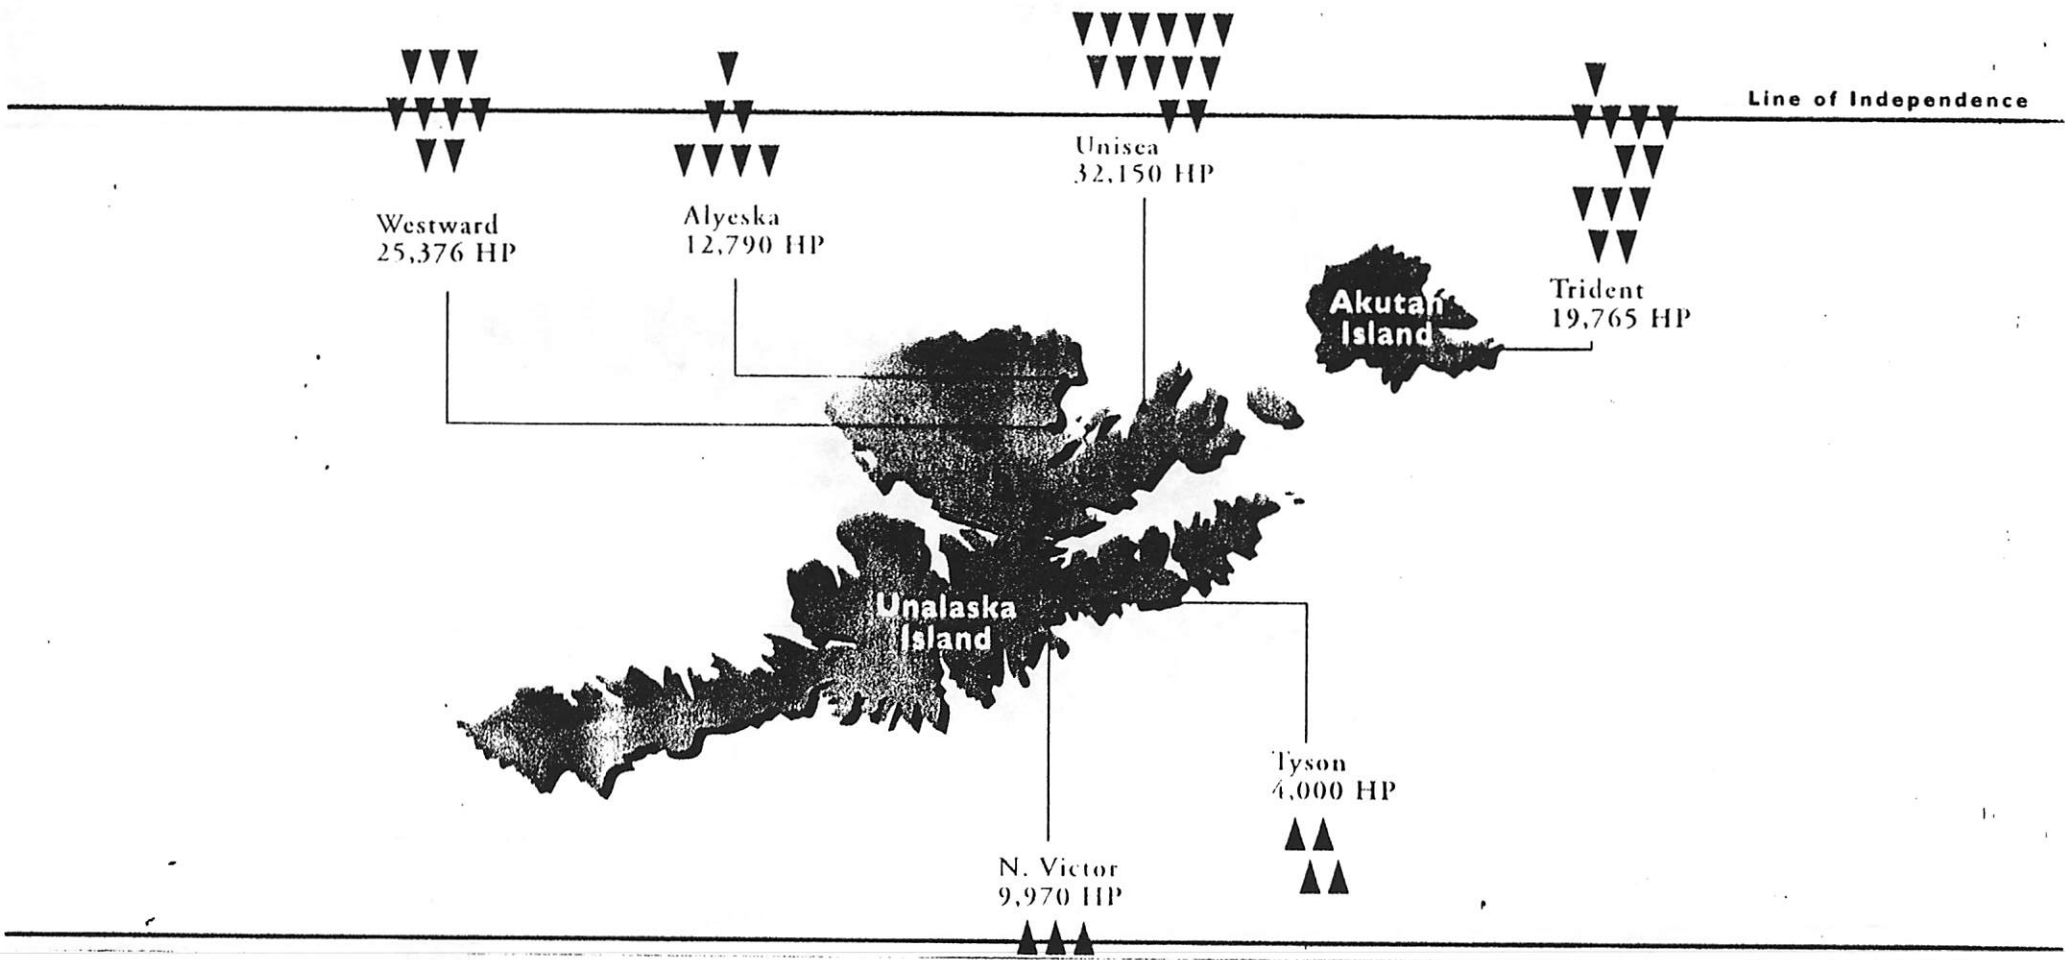 Line of Independence
Westward
25,376 HP
Alyeska
12,790 HP
Unisea
32,150 HP
Trident
19,765 HP
Akutan
Island
Unalaska
Island
Tyson
4,000 HP
N. Victor
9,970 HP